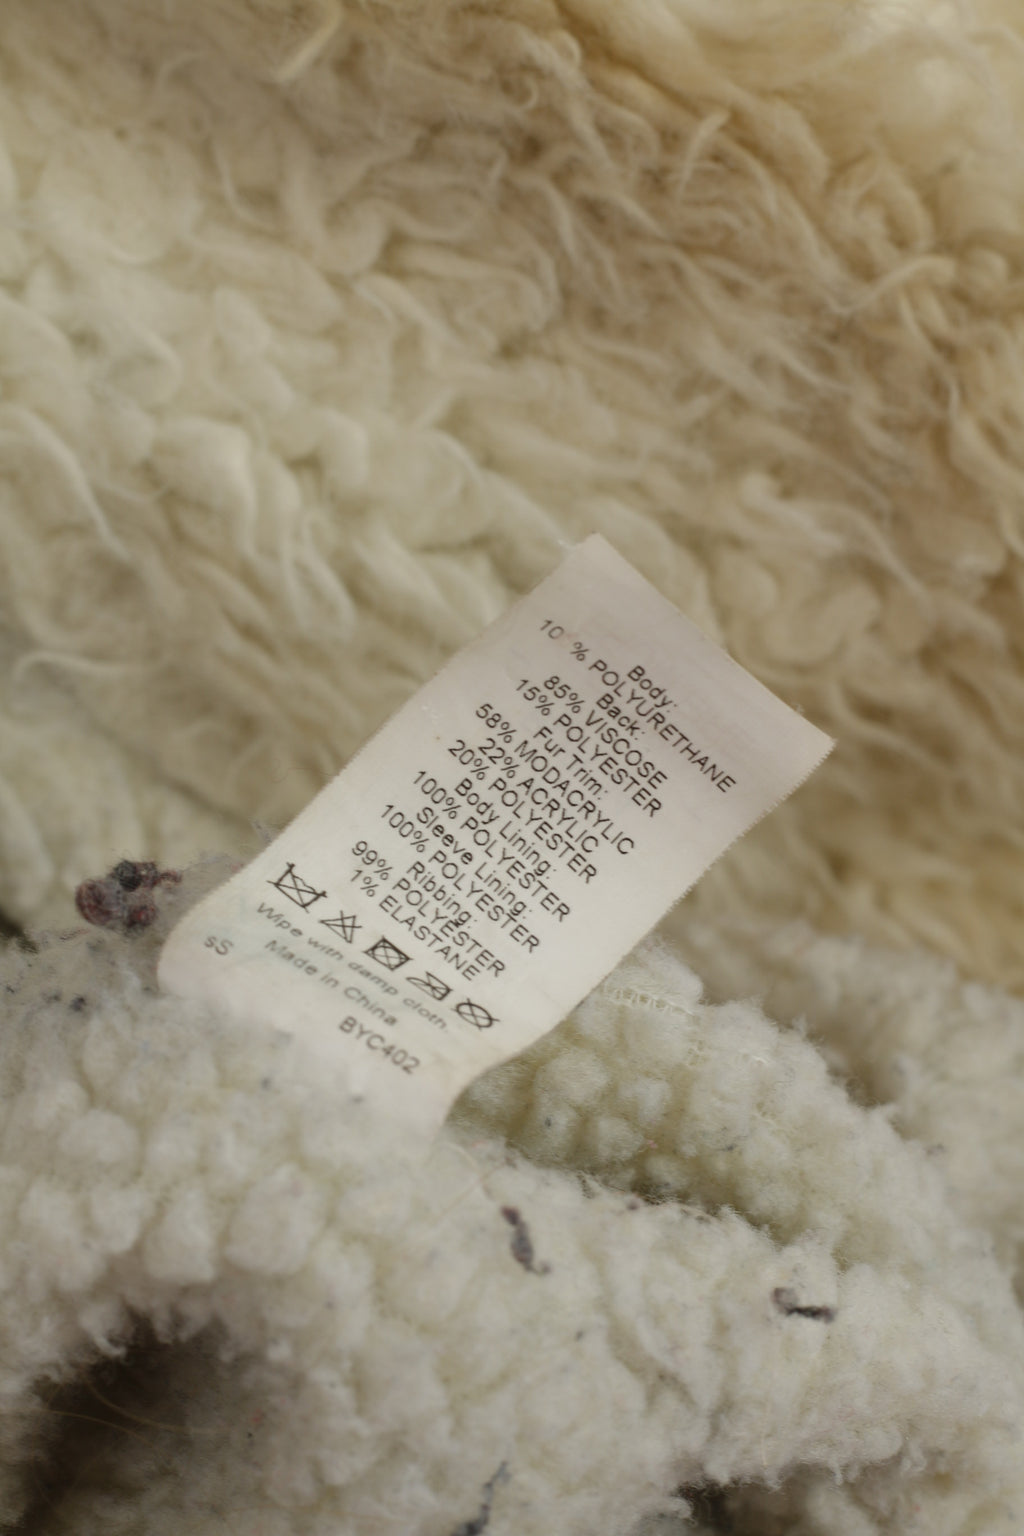 Body:
100% POLYURETHANE
Back:
85% VISCOSE
15% POLYESTER
Fur Trim:
58% MODACRYLIC
22% ACRYLIC
20% POLYESTER
Body Lining:
100% POLYESTER
Sleeve Lining:
100% POLYESTER
Ribbing:
99% POLYESTER
1% ELASTANE
Wipe with damp cloth.
Made in China
sS
BYC402